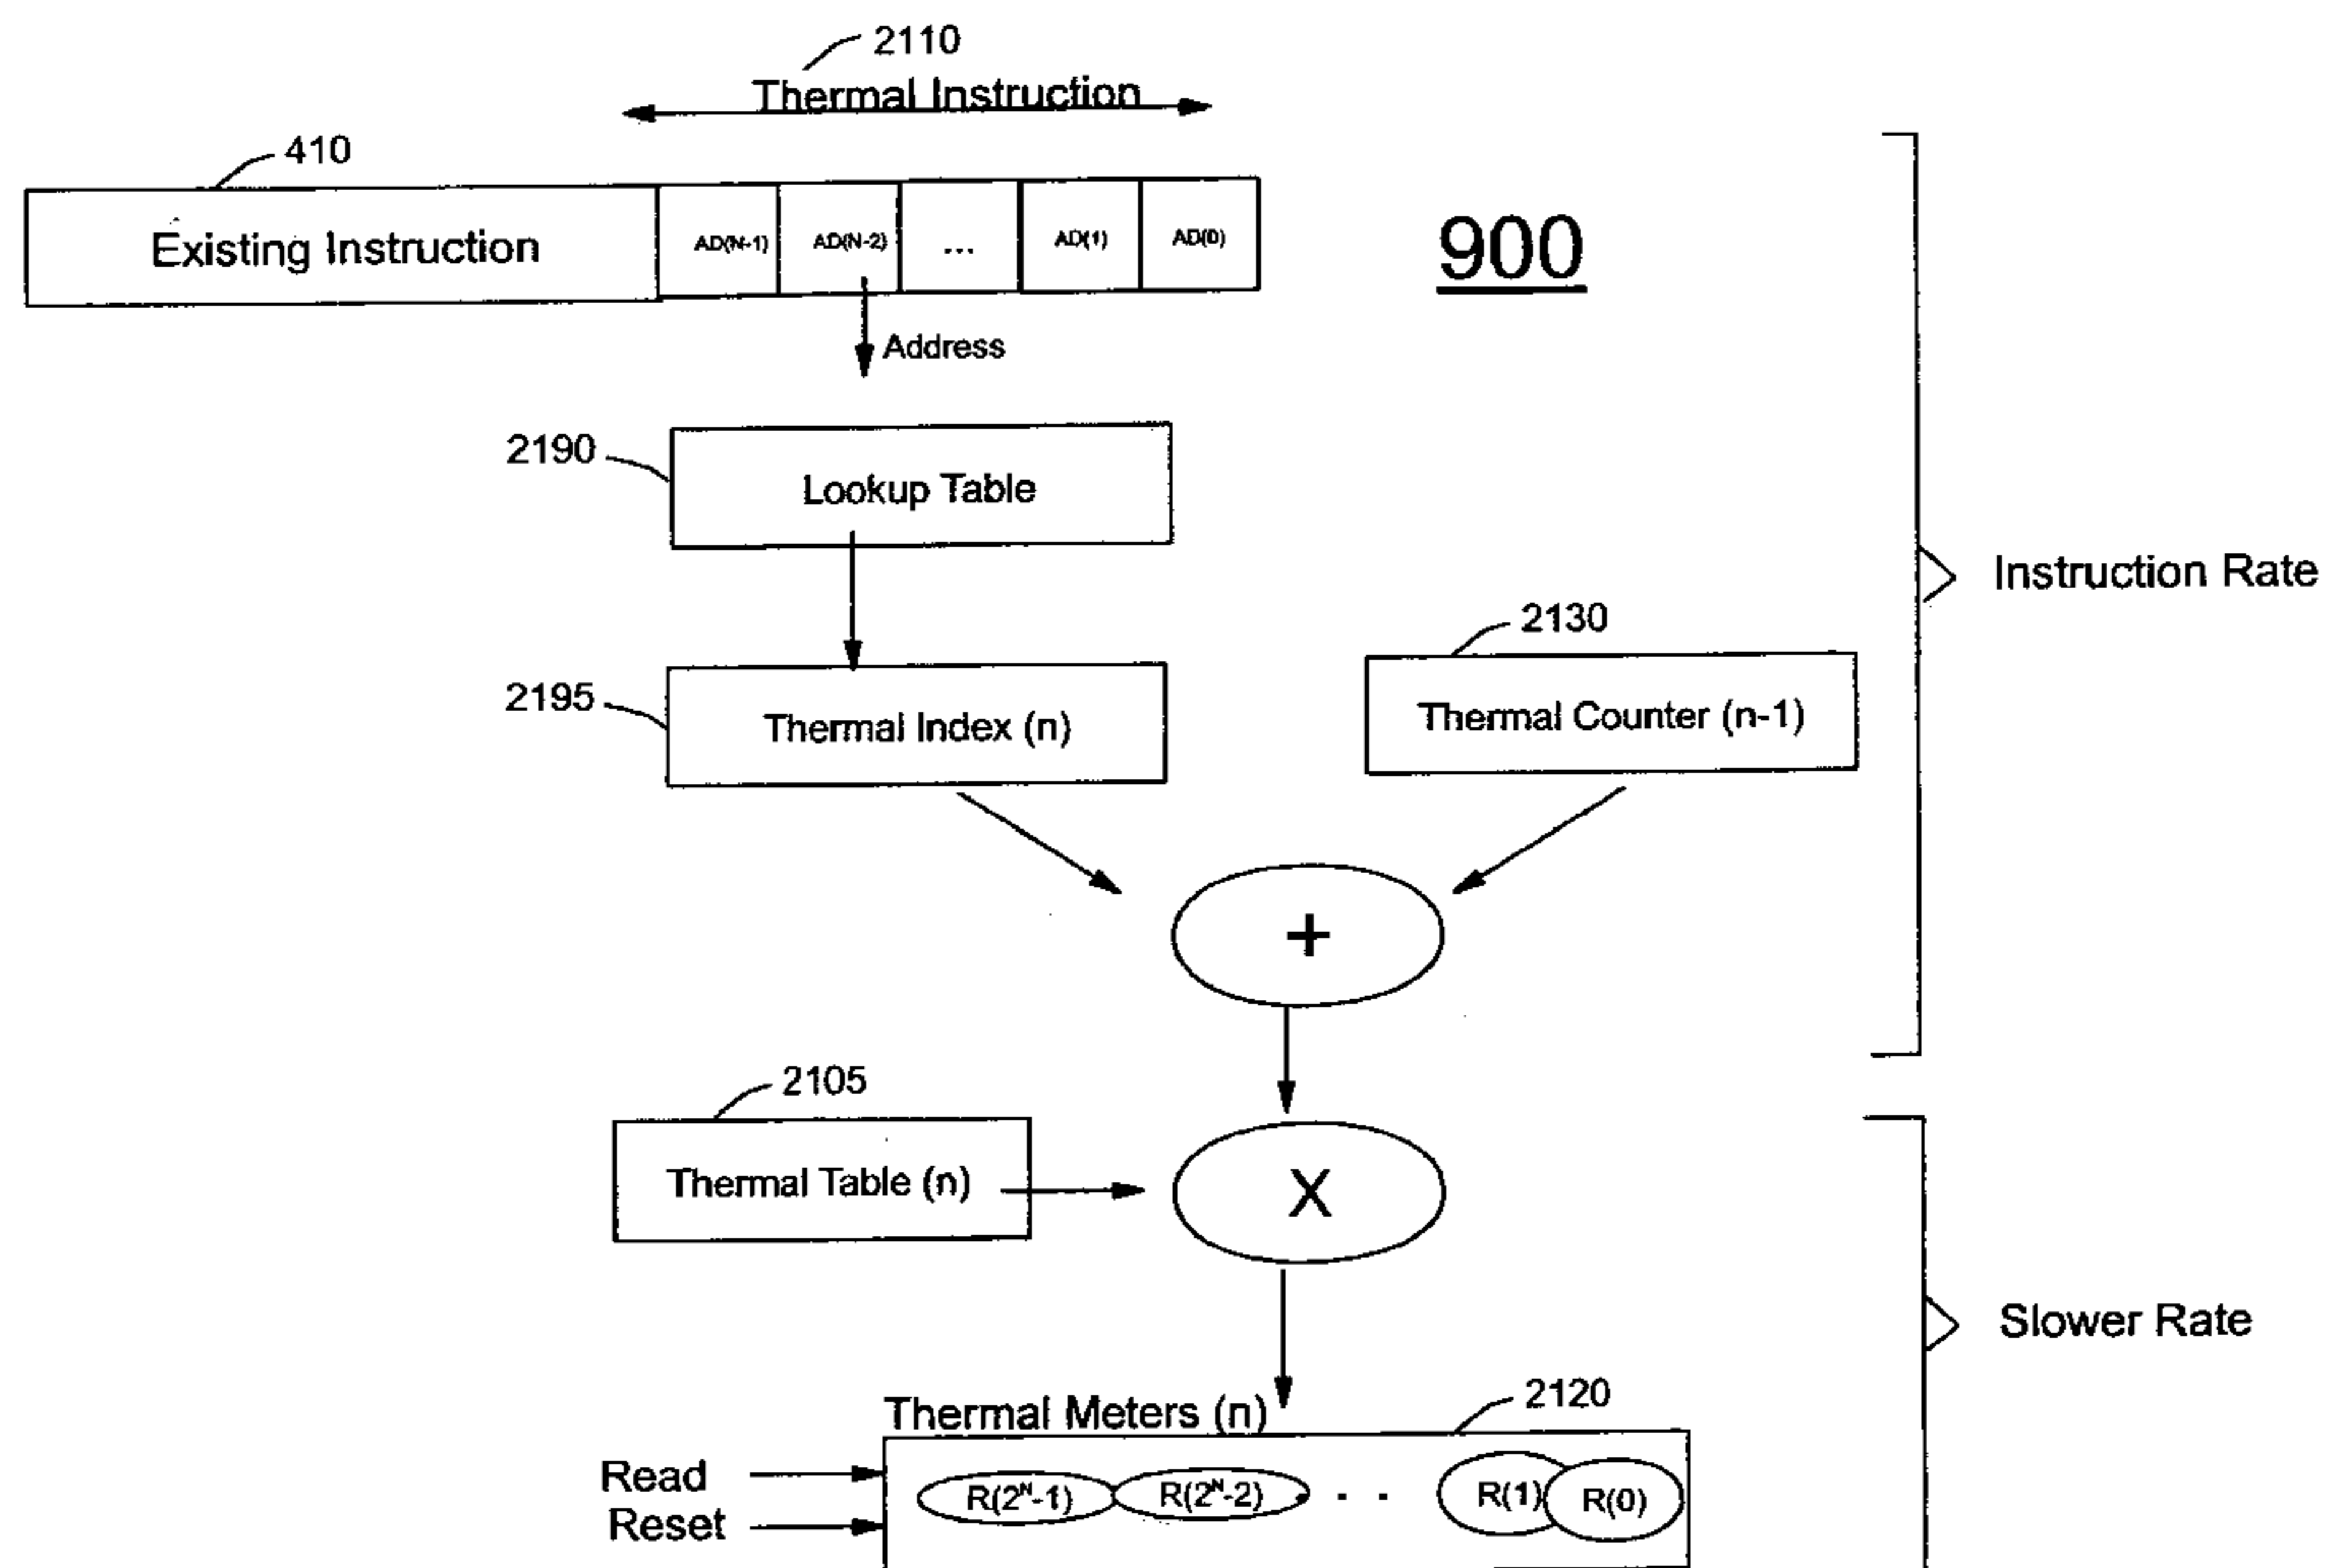 2110
Thermal Instruction
410
Existing Instruction
AD(N-1)
AD(N-2)
...
AD(1)
AD(0)
900
Address
2190
Lookup Table
Instruction Rate
2130
2195
Thermal Index (n)
Thermal Counter (n-1)
+
2105
Thermal Table (n)
X
Slower Rate
Thermal Meters (n)
2120
Read
Reset
R(2ᴺ-1)
R(2ᴺ-2)
. . .
R(1)
R(0)